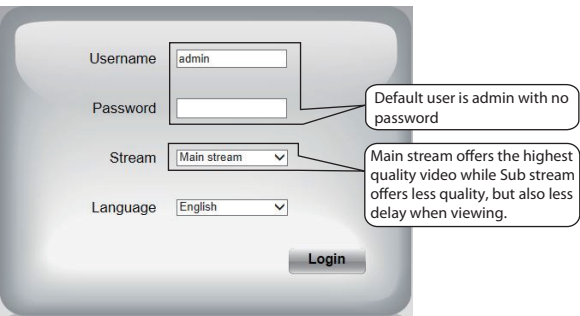 Username admin
Password
Default user is admin with no
password
Stream Main stream
Main stream offers the highest
quality video while Sub stream
offers less quality, but also less
delay when viewing.
Language English
Login